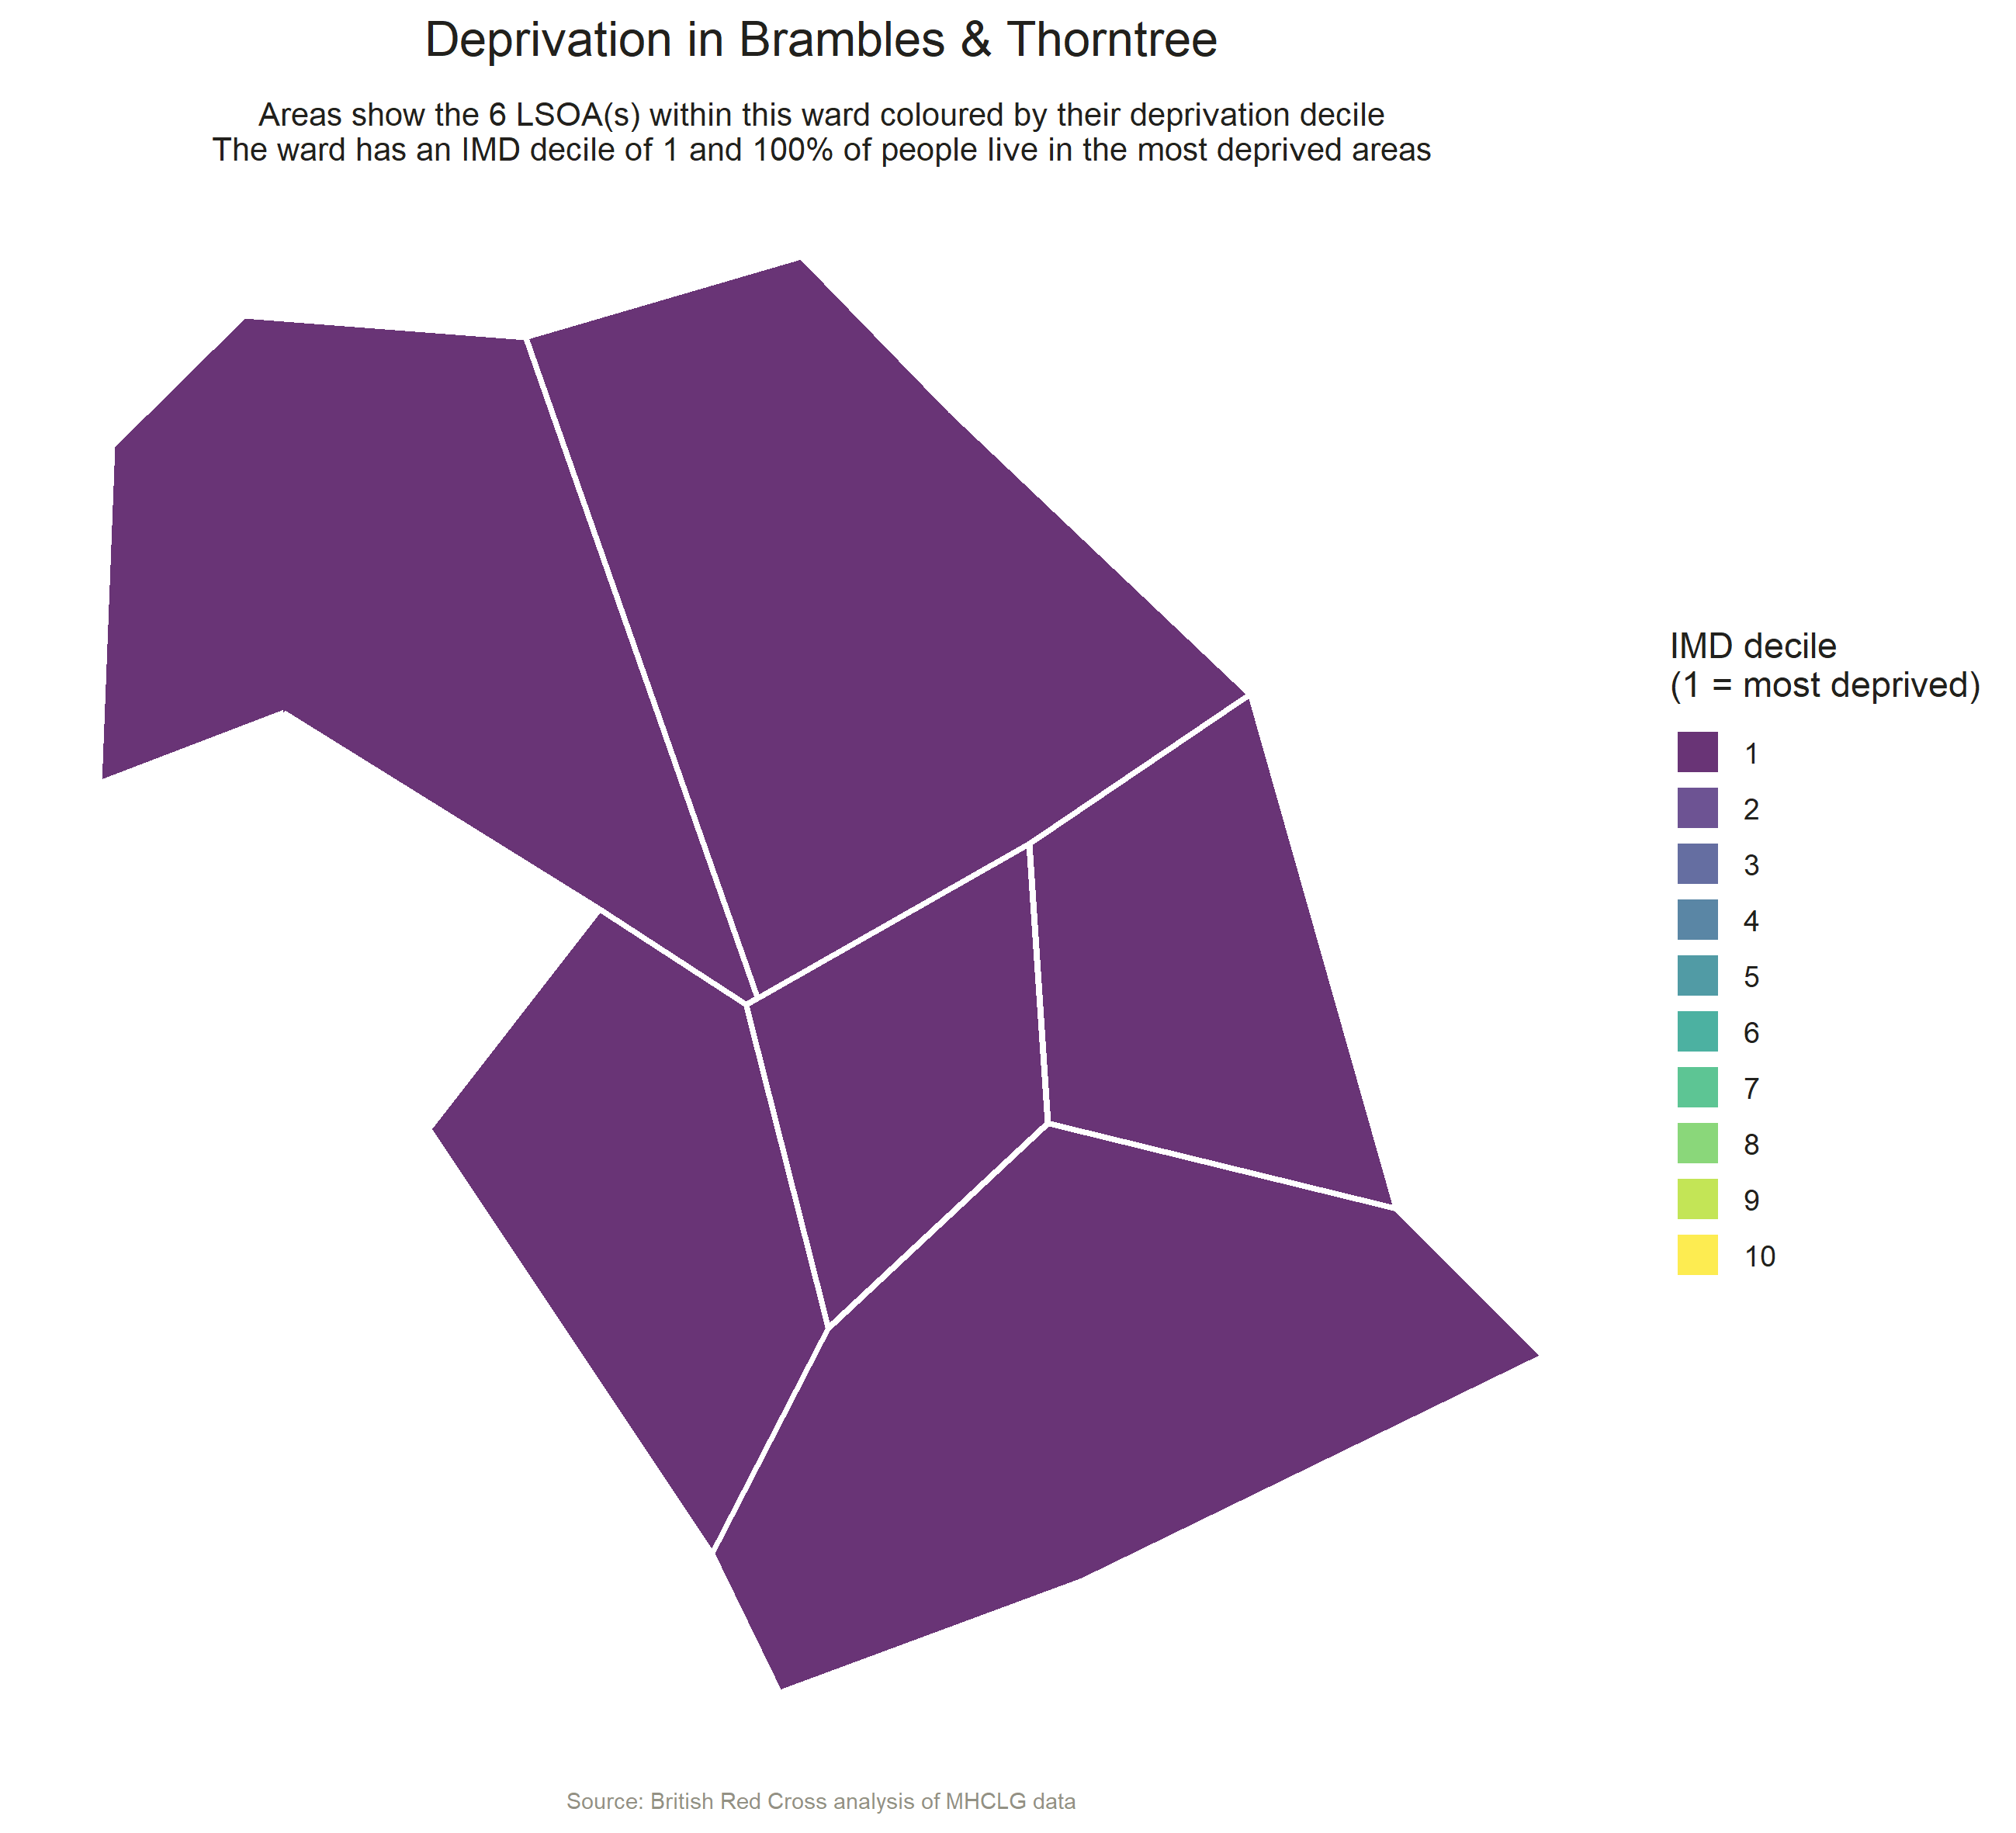 Deprivation in Brambles & Thorntree
Areas show the 6 LSOA(s) within this ward coloured by their deprivation decile
The ward has an IMD decile of 1 and 100% of people live in the most deprived areas
IMD decile
(1 = most deprived)
1
2
3
4
5
6
7
8
9
10
Source: British Red Cross analysis of MHCLG data